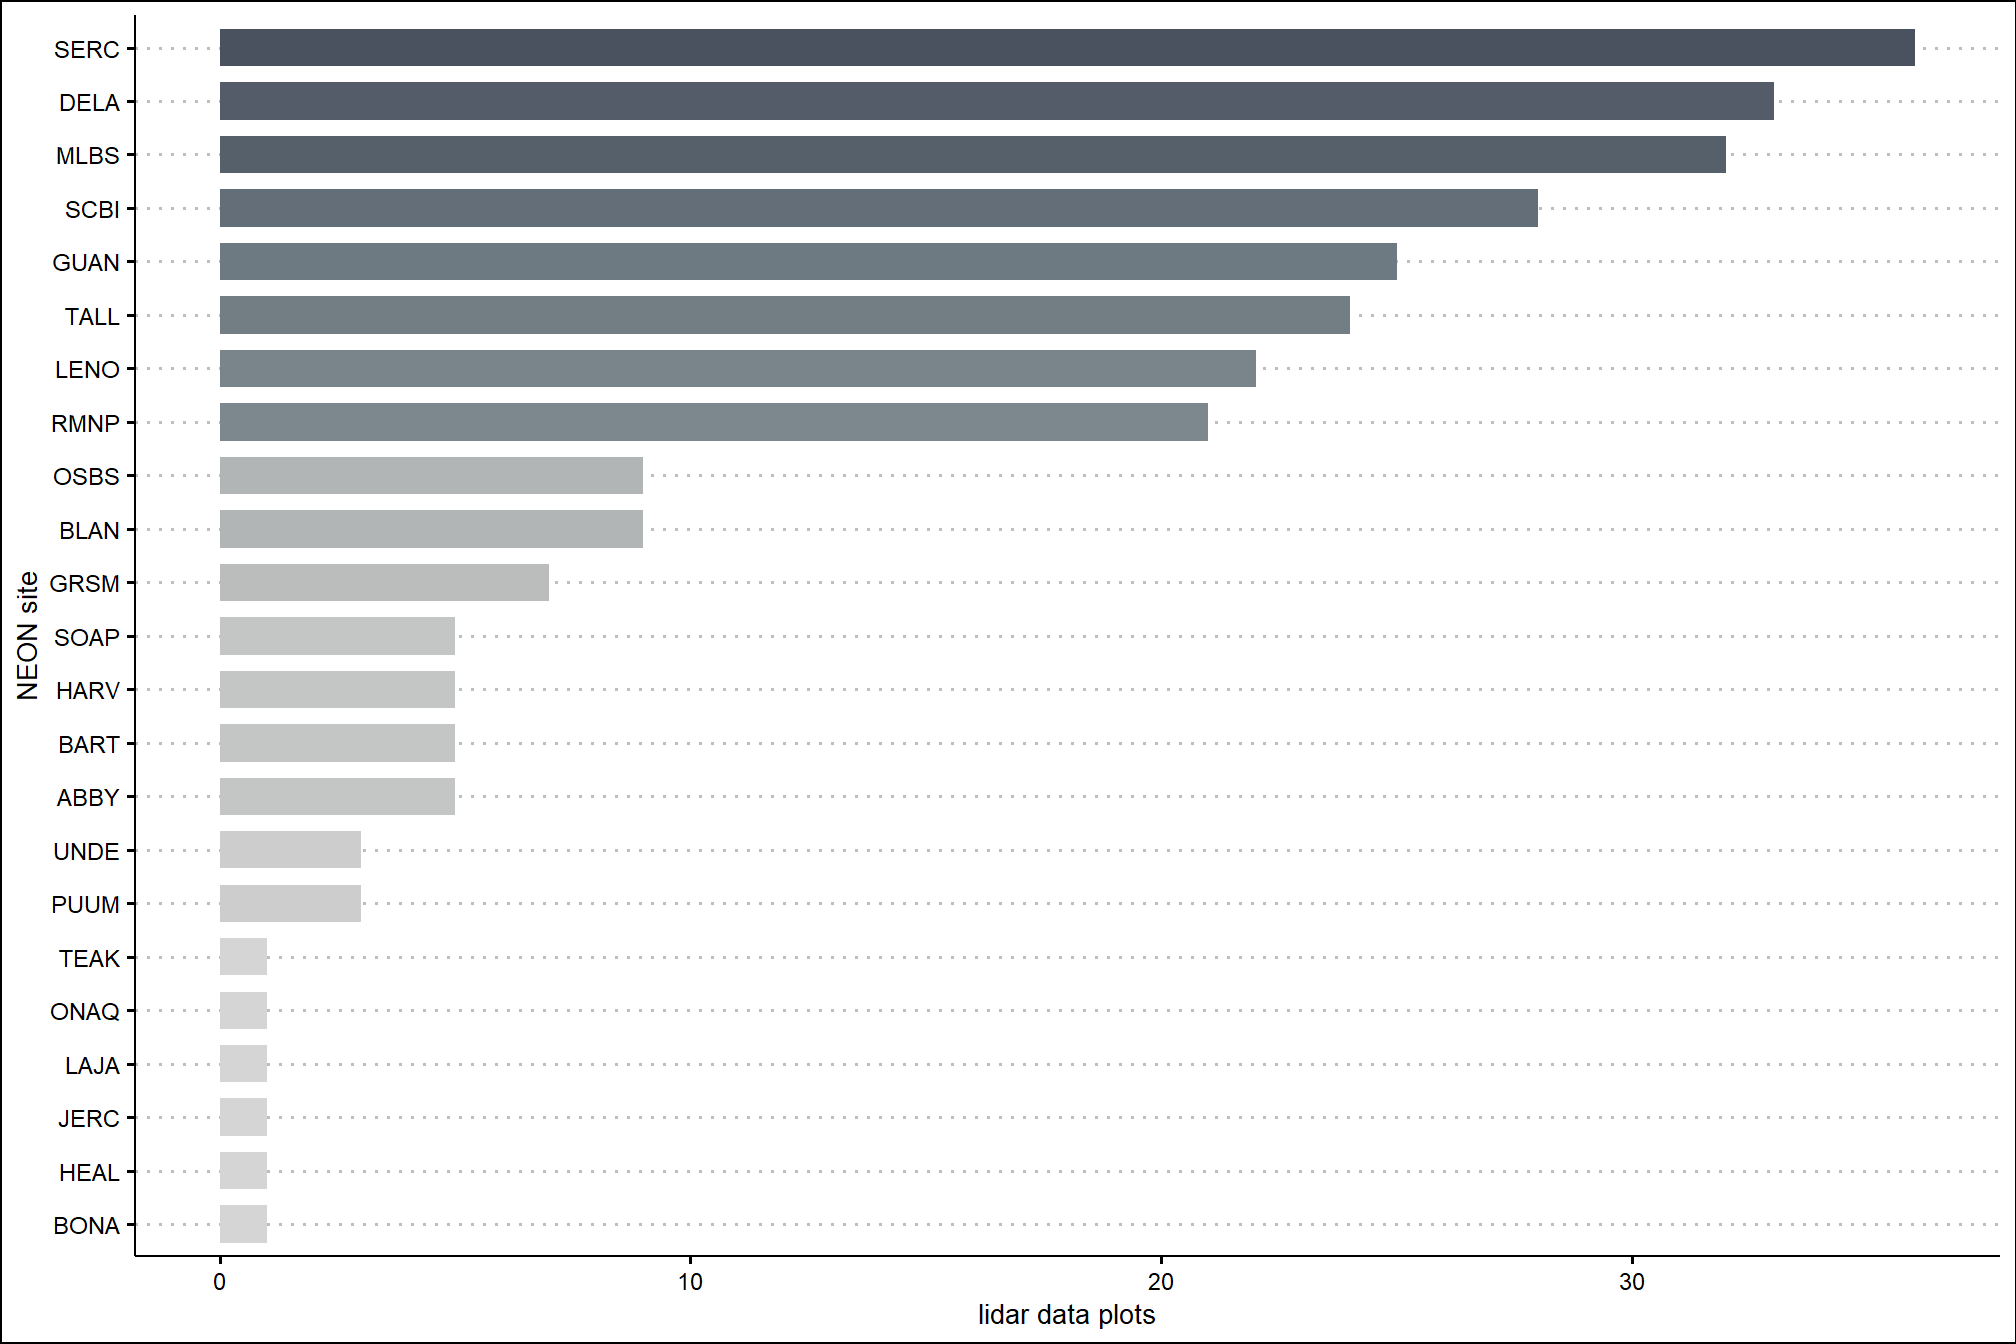 SERC
DELA
MLBS
SCBI
GUAN
TALL
LENO
RMNP
OSBS
BLAN
GRSM
SOAP
HARV
BART
ABBY
UNDE
PUUM
TEAK
ONAQ
LAJA
JERC
HEAL
BONA
NEON site
0 10 20 30
lidar data plots